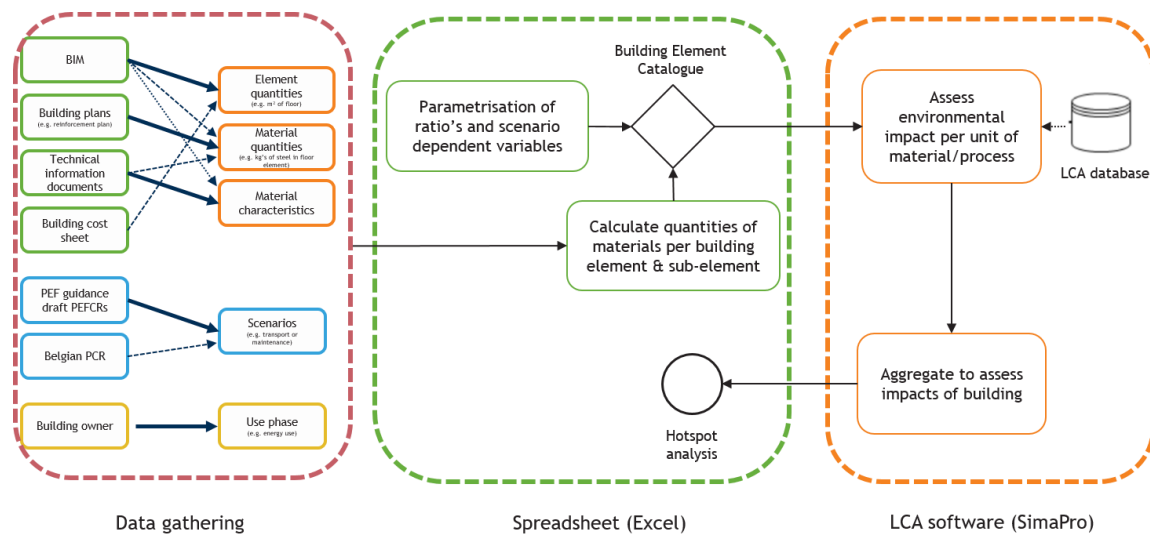 BIM
Building plans
(e.g. reinforcement plan)
Technical
information
documents
Building cost
sheet
PEF guidance
draft PEFCRs
Belgian PCR
Building owner
Element
quantities
(e.g. m² of floor)
Material
quantities
(e.g. kg's of steel in floor
element)
Material
characteristics
Scenarios
(e.g. transport or
maintenance)
Use phase
(e.g. energy use)
Data gathering
Building Element
Catalogue
Parametrisation of
ratio's and scenario
dependent variables
Calculate quantities of
materials per building
element & sub-element
Hotspot
analysis
Spreadsheet (Excel)
Assess
environmental
impact per unit of
material/process
LCA database
Aggregate to assess
impacts of building
LCA software (SimaPro)